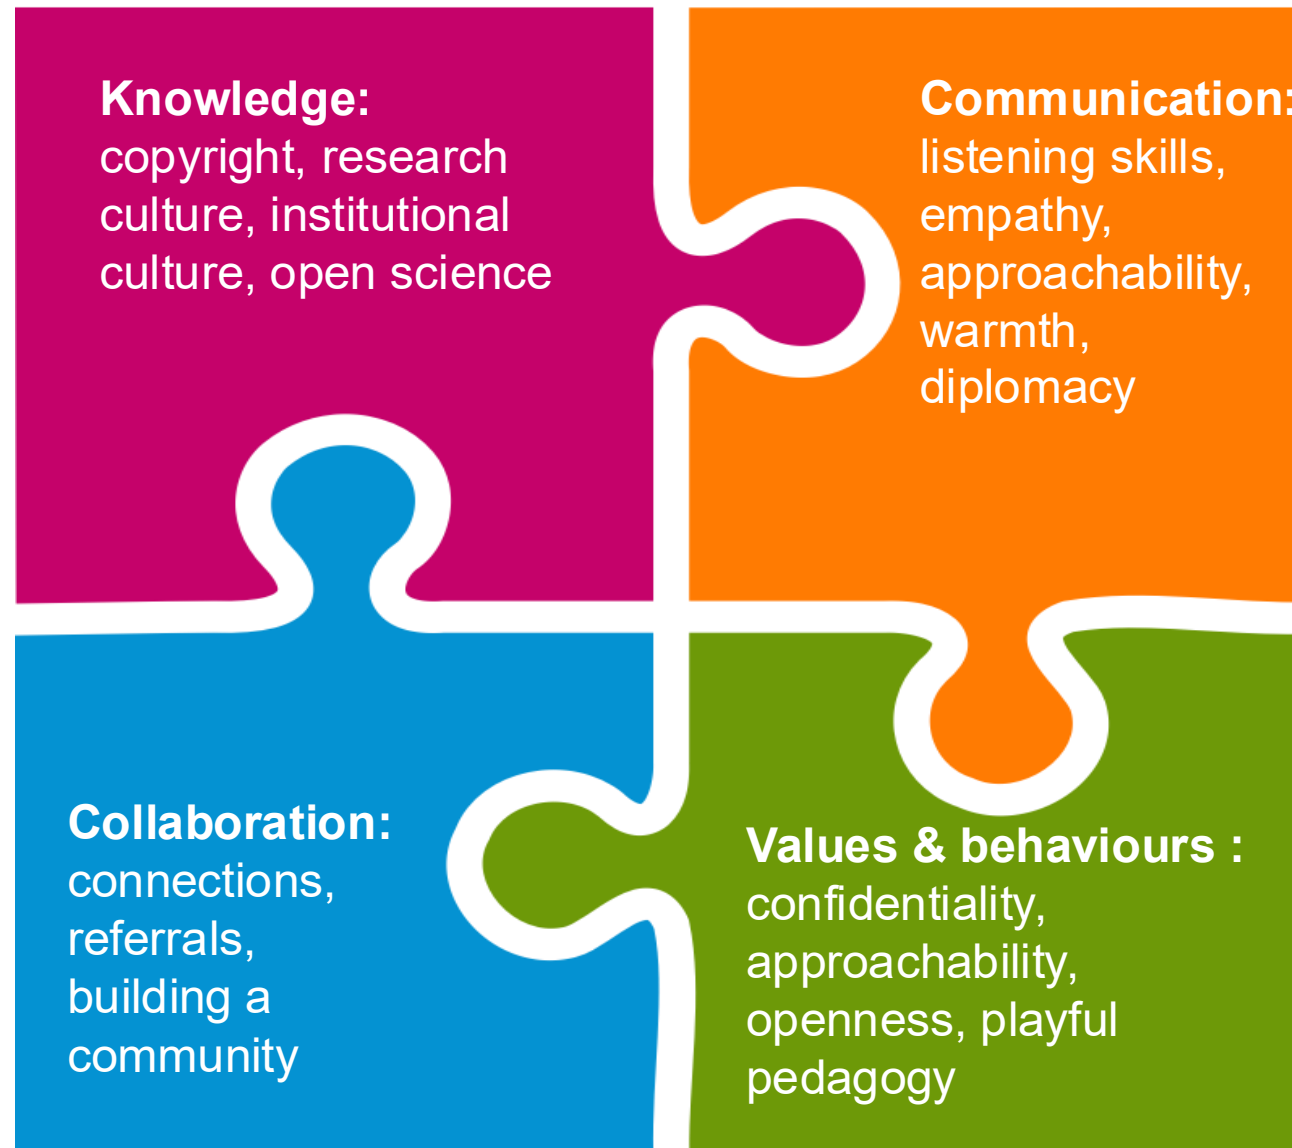 Knowledge:
copyright, research
culture, institutional
culture, open science
Communication:
listening skills,
empathy,
approachability,
warmth,
diplomacy
Collaboration:
connections,
referrals,
building a
community
Values & behaviours :
confidentiality,
approachability,
openness, playful
pedagogy